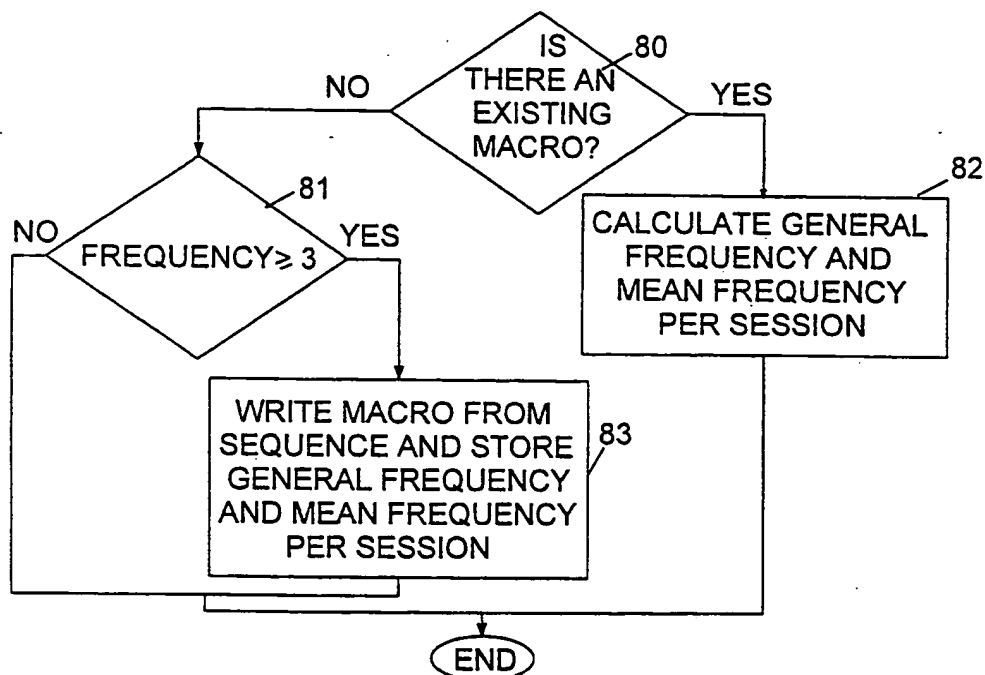 IS
THERE AN
EXISTING
MACRO?
80
NO
YES
81
NO
YES
FREQUENCY ⩾ 3
82
CALCULATE GENERAL
FREQUENCY AND
MEAN FREQUENCY
PER SESSION
WRITE MACRO FROM
SEQUENCE AND STORE
GENERAL FREQUENCY
AND MEAN FREQUENCY
PER SESSION
83
END